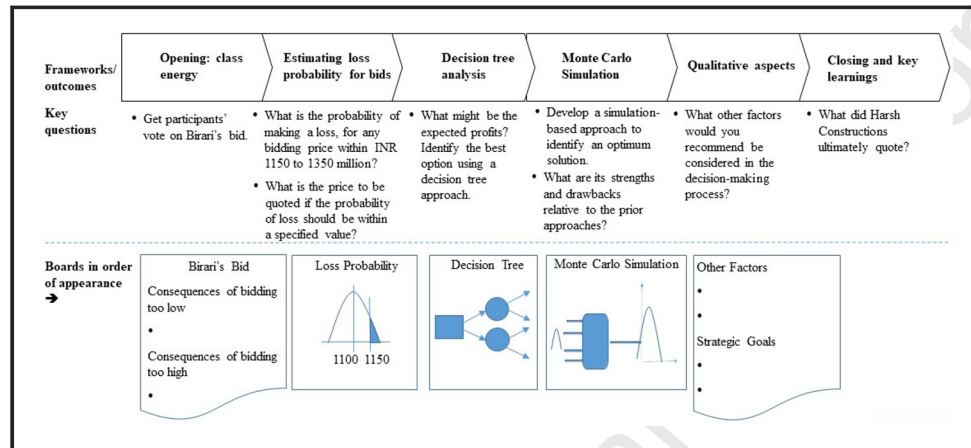 Frameworks/
outcomes
Opening: class
energy
Estimating loss
probability for bids
Decision tree
analysis
Monte Carlo
Simulation
Qualitative aspects
Closing and key
learnings
Key
questions
• Get participants'
vote on Birari's bid.
• What is the probability of
making a loss, for any
bidding price within INR
1150 to 1350 million?
• What is the price to be
quoted if the probability
of loss should be within
a specified value?
• What might be the
expected profits?
Identify the best
option using a
decision tree
approach.
• Develop a simulation-
based approach to
identify an optimum
solution.
• What are its strengths
and drawbacks
relative to the prior
approaches?
• What other factors
would you
recommend be
considered in the
decision-making
process?
• What did Harsh
Constructions
ultimately quote?
Boards in order
of appearance
➔
Birari's Bid
Consequences of bidding
too low
•
Consequences of bidding
too high
•
Loss Probability
1100 1150
Decision Tree
Monte Carlo Simulation
Other Factors
•
•
Strategic Goals
•
•